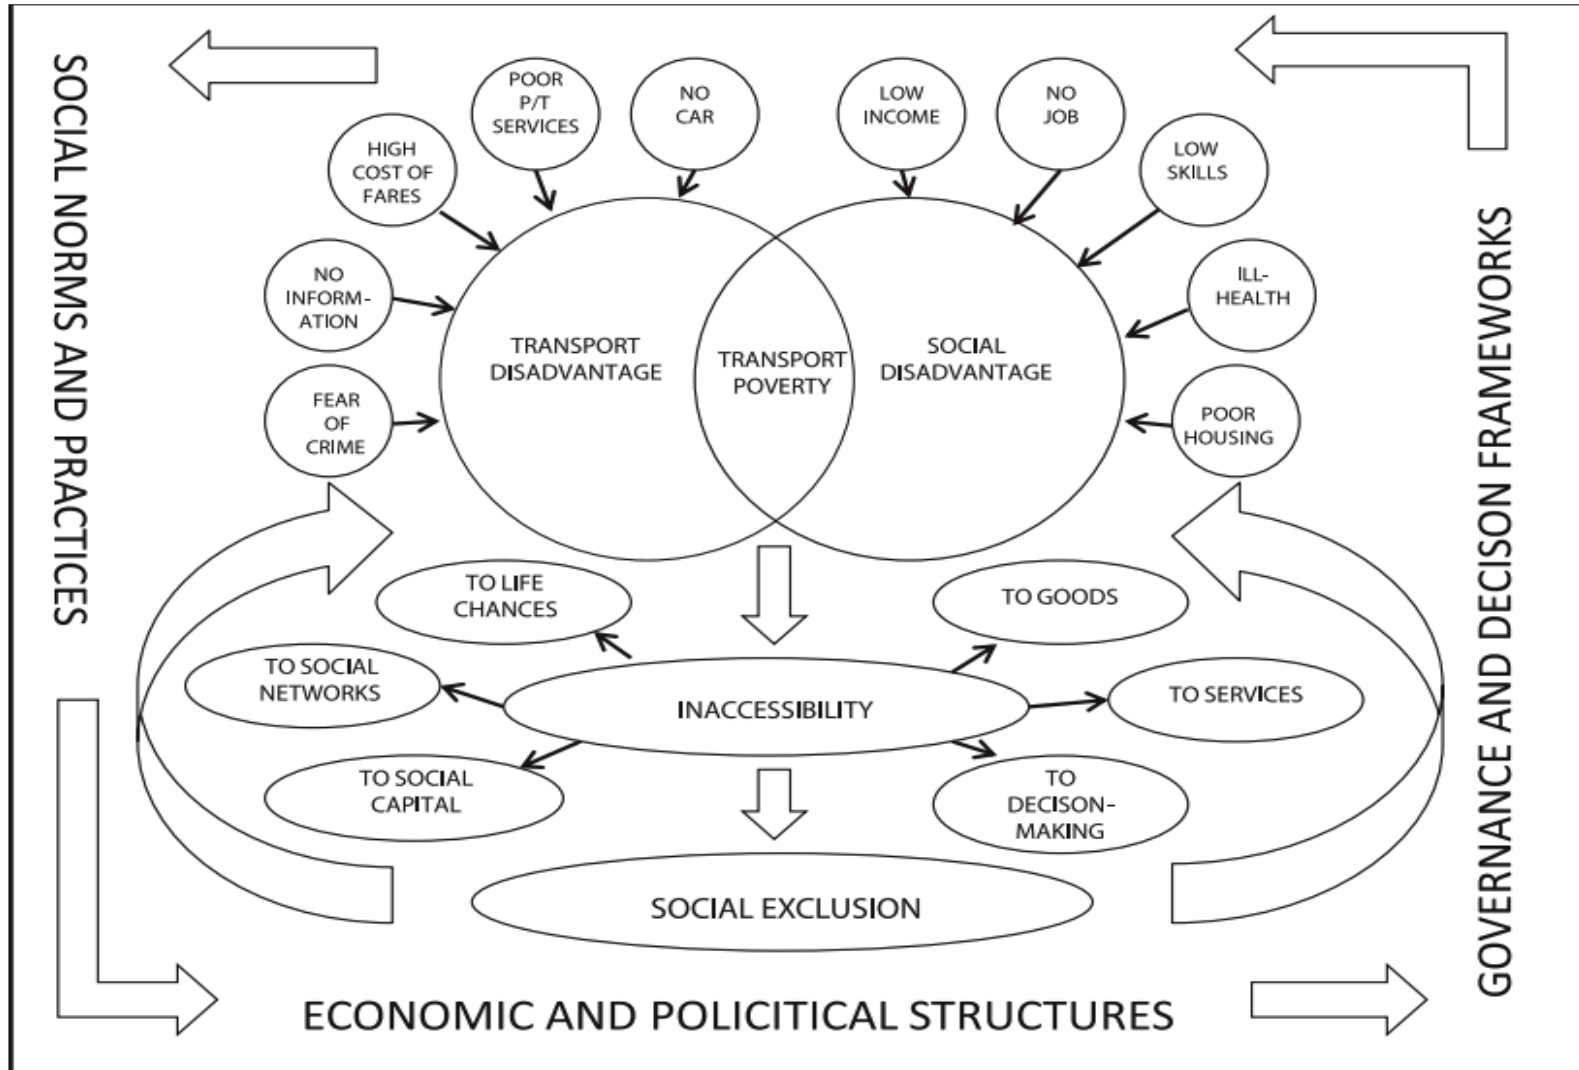 SOCIAL NORMS AND PRACTICES
POOR
P/T
SERVICES
NO
CAR
LOW
INCOME
NO
JOB
HIGH
COST OF
FARES
LOW
SKILLS
NO
INFORM-
ATION
ILL-
HEALTH
FEAR
OF
CRIME
POOR
HOUSING
TRANSPORT
DISADVANTAGE
TRANSPORT
POVERTY
SOCIAL
DISADVANTAGE
TO LIFE
CHANCES
TO GOODS
TO SOCIAL
NETWORKS
INACCESSIBILITY
TO SERVICES
TO SOCIAL
CAPITAL
TO
DECISON-
MAKING
SOCIAL EXCLUSION
ECONOMIC AND POLICITICAL STRUCTURES
GOVERNANCE AND DECISON FRAMEWORKS